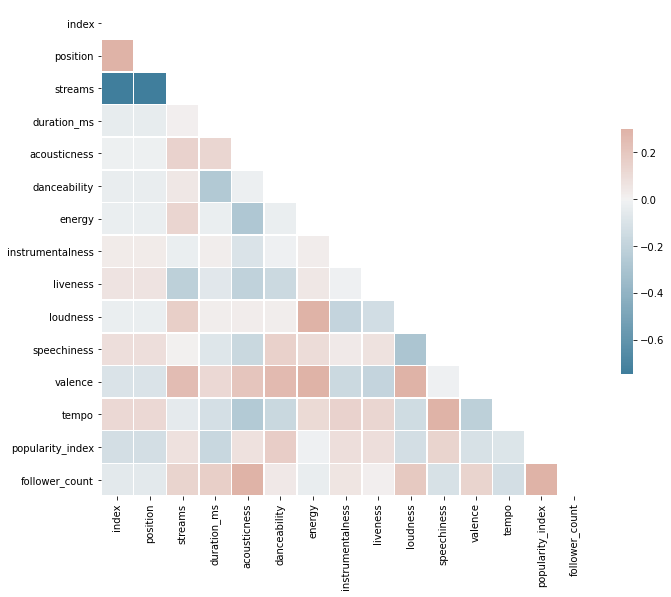 index
position
streams
duration_ms
acousticness
danceability
energy
instrumentalness
liveness
loudness
speechiness
valence
tempo
popularity_index
follower_count
index
position
streams
duration_ms
acousticness
danceability
energy
instrumentalness
liveness
loudness
speechiness
valence
tempo
popularity_index
follower_count
0.2
0.0
−0.2
−0.4
−0.6